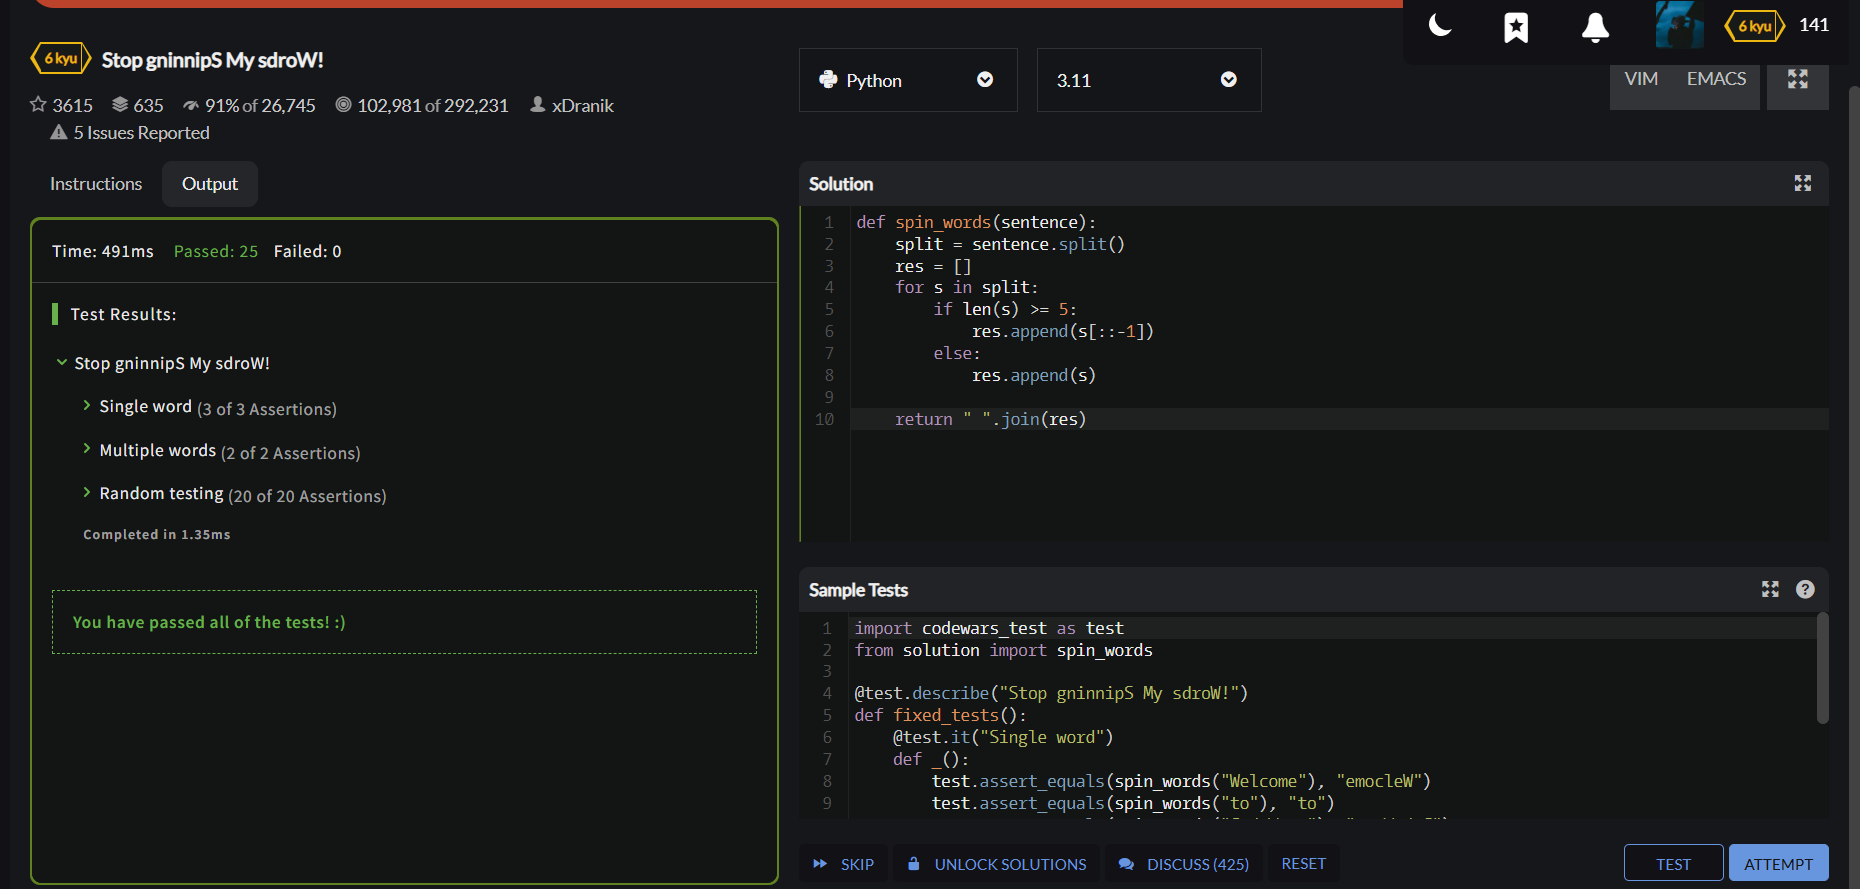 6 kyu 141
6 kyu Stop gninnipS My sdroW!
3615 635 91% of 26,745 102,981 of 292,231 xDranik
5 Issues Reported
Python 3.11 VIM EMACS
Instructions Output
Time: 491ms Passed: 25 Failed: 0
Test Results:
Stop gninnipS My sdroW!
Single word (3 of 3 Assertions)
Multiple words (2 of 2 Assertions)
Random testing (20 of 20 Assertions)
Completed in 1.35ms
You have passed all of the tests! :)
Solution
1 def spin_words(sentence):
2     split = sentence.split()
3     res = []
4     for s in split:
5         if len(s) >= 5:
6             res.append(s[::-1])
7         else:
8             res.append(s)
9
10     return " ".join(res)
Sample Tests ?
1 import codewars_test as test
2 from solution import spin_words
3
4 @test.describe("Stop gninnipS My sdroW!")
5 def fixed_tests():
6     @test.it("Single word")
7     def _():
8         test.assert_equals(spin_words("Welcome"), "emocleW")
9         test.assert_equals(spin_words("to"), "to")
SKIP UNLOCK SOLUTIONS DISCUSS (425) RESET TEST ATTEMPT